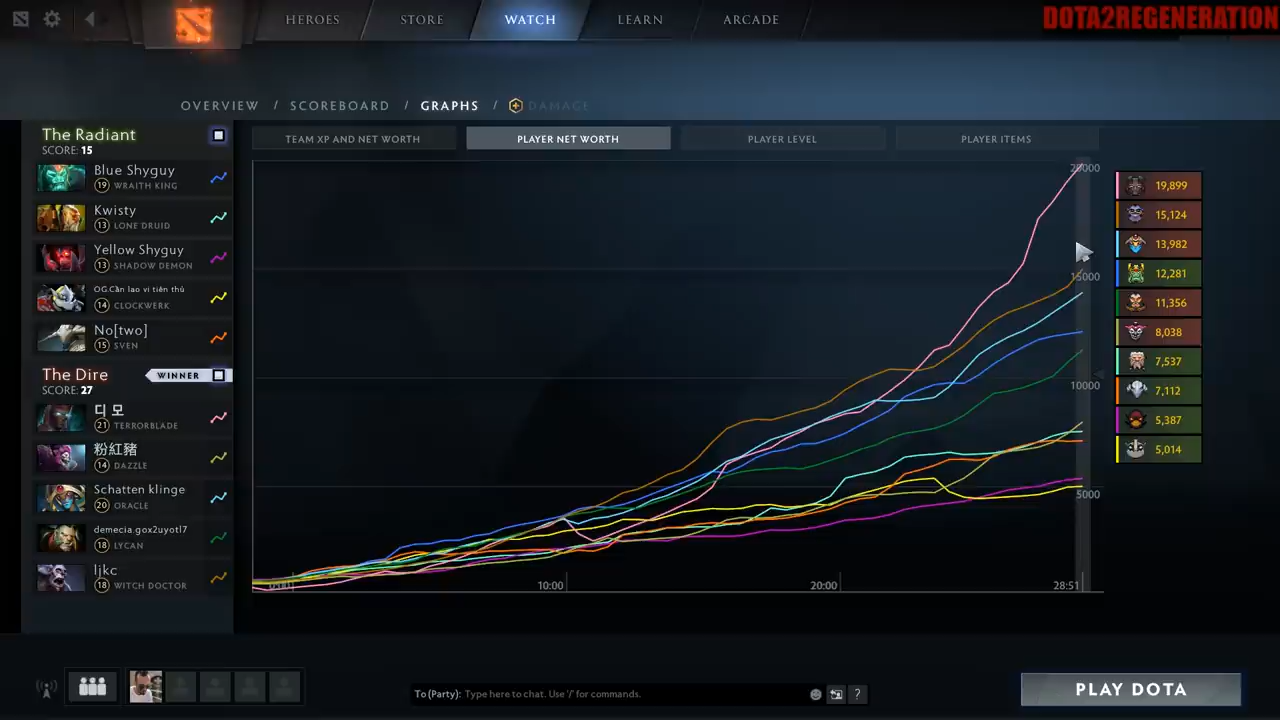 HEROES
STORE
WATCH
LEARN
ARCADE
DOTA2REGENERATION
OVERVIEW / SCOREBOARD / GRAPHS / DAMAGE
The Radiant
SCORE: 15
Blue Shyguy
19 WRAITH KING
Kwisty
13 LONE DRUID
Yellow Shyguy
13 SHADOW DEMON
OG.Cần lao vi tiên thủ
14 CLOCKWERK
No[two]
15 SVEN
The Dire
WINNER
SCORE: 27
디 모
21 TERRORBLADE
粉紅豬
14 DAZZLE
Schatten klinge
20 ORACLE
demecia.gox2uyotl7
18 LYCAN
ljkc
18 WITCH DOCTOR
TEAM XP AND NET WORTH
PLAYER NET WORTH
PLAYER LEVEL
PLAYER ITEMS
20000
15000
10000
5000
10:00
20:00
28:51
19,899
15,124
13,982
12,281
11,356
8,038
7,537
7,112
5,387
5,014
To (Party): Type here to chat. Use '/' for commands.
?
PLAY DOTA